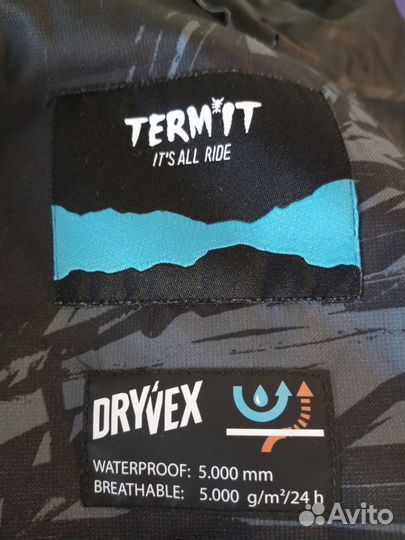 TERMIT
IT'S ALL RIDE
DRYVEX
WATERPROOF: 5.000 mm
BREATHABLE: 5.000 g/m²/24 h
Avito